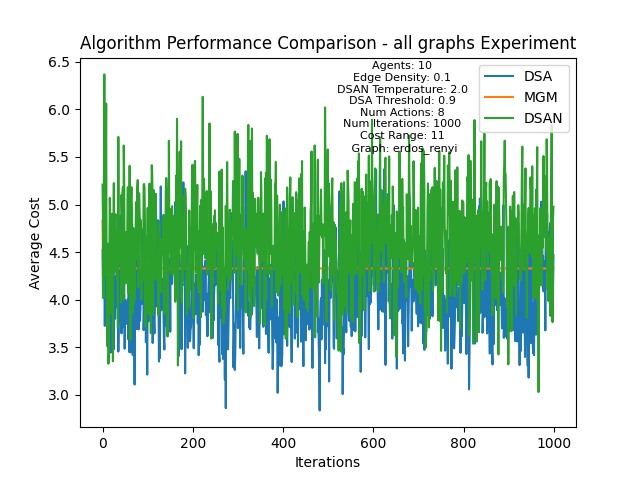 Algorithm Performance Comparison - all graphs Experiment
Agents: 10
Edge Density: 0.1
DSAN Temperature: 2.0
DSA Threshold: 0.9
Num Actions: 8
Num Iterations: 1000
Cost Range: 11
Graph: erdos_renyi
DSA
MGM
DSAN
6.5
6.0
5.5
5.0
4.5
4.0
3.5
3.0
Average Cost
0
200
400
600
800
1000
Iterations